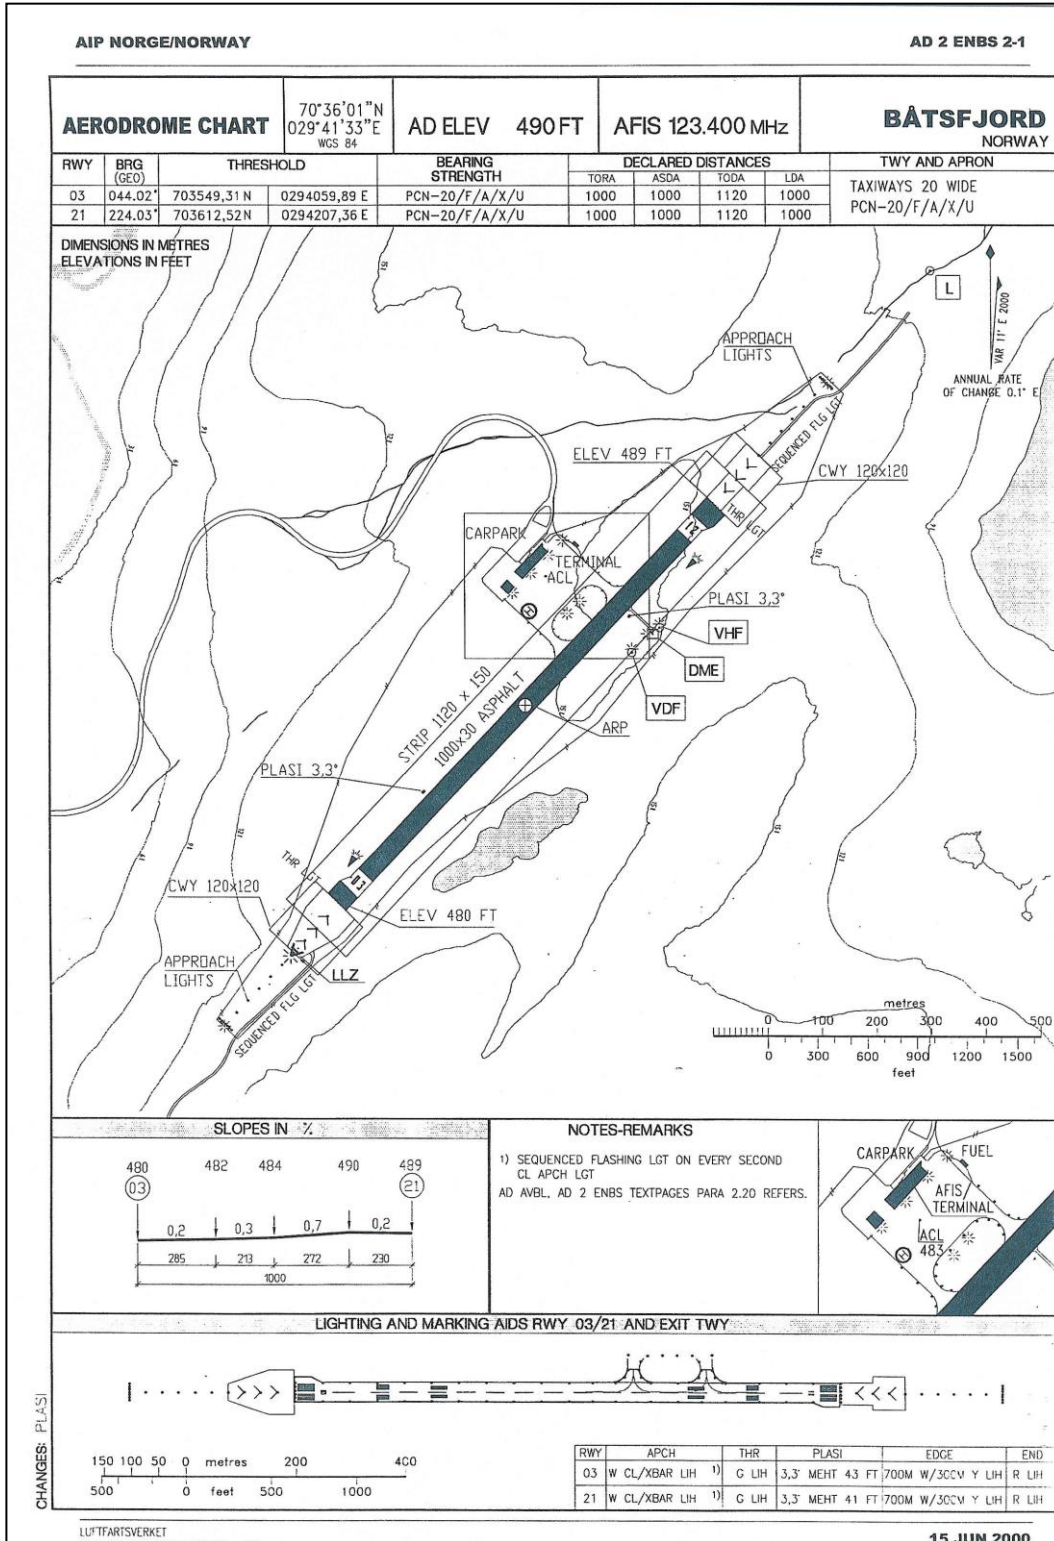 AIP NORGE/NORWAY AD 2 ENBS 2-1
AERODROME CHART
70°36'01"N
029°41'33"E
WGS 84
AD ELEV 490 FT
AFIS 123.400 MHz
BÅTSFJORD
NORWAY
RWY BRG (GEO) THRESHOLD BEARING STRENGTH DECLARED DISTANCES TWY AND APRON
TORA ASDA TODA LDA
03 044.02° 703549,31 N 0294059,89 E PCN-20/F/A/X/U 1000 1000 1120 1000
21 224.03° 703612,52N 0294207,36 E PCN-20/F/A/X/U 1000 1000 1120 1000
TAXIWAYS 20 WIDE
PCN-20/F/A/X/U
DIMENSIONS IN METRES
ELEVATIONS IN FEET
L
VAR 11° E 2000
ANNUAL RATE
OF CHANGE 0.1° E
APPROACH
LIGHTS
SEQUENCED FLG LGT
ELEV 489 FT
CWY 120x120
THR LGT
21
CARPARK
TERMINAL
ACL
H
PLASI 3,3°
VHF
DME
VDF
STRIP 1120 X 150
1000x30 ASPHALT
ARP
PLASI 3,3°
THR LGT
03
CWY 120x120
ELEV 480 FT
APPROACH
LIGHTS
LLZ
SEQUENCED FLG LGT
metres
0 100 200 300 400 500
0 300 600 900 1200 1500
feet
SLOPES IN %
480 482 484 490 489
03 21
0,2 0,3 0,7 0,2
285 213 272 230
1000
NOTES-REMARKS
1) SEQUENCED FLASHING LGT ON EVERY SECOND
CL APCH LGT
AD AVBL, AD 2 ENBS TEXTPAGES PARA 2.20 REFERS.
CARPARK
FUEL
AFIS
TERMINAL
ACL
483
H
LIGHTING AND MARKING AIDS RWY 03/21 AND EXIT TWY
150 100 50 0 metres 200 400
500 0 feet 500 1000
RWY APCH THR PLASI EDGE END
03 W CL/XBAR LIH 1) G LIH 3,3° MEHT 43 FT 700M W/300M Y LIH R LIH
21 W CL/XBAR LIH 1) G LIH 3,3° MEHT 41 FT 700M W/300M Y LIH R LIH
CHANGES: PLASI
LUFTFARTSVERKET
15 JUN 2000